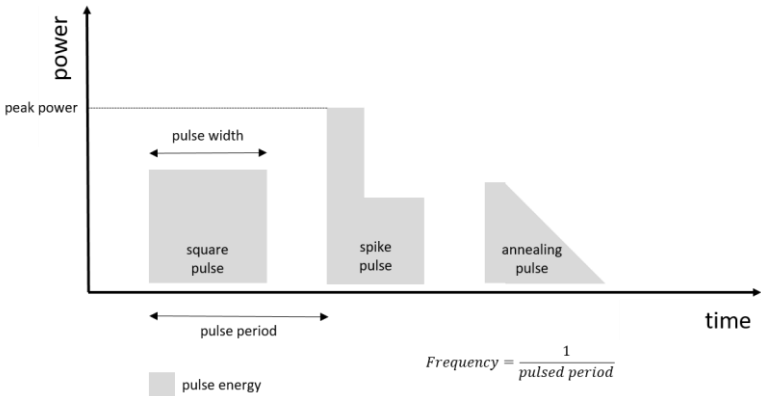 power
peak power
pulse width
square
pulse
spike
pulse
annealing
pulse
time
pulse period
Frequency = 1 / pulsed period
pulse energy